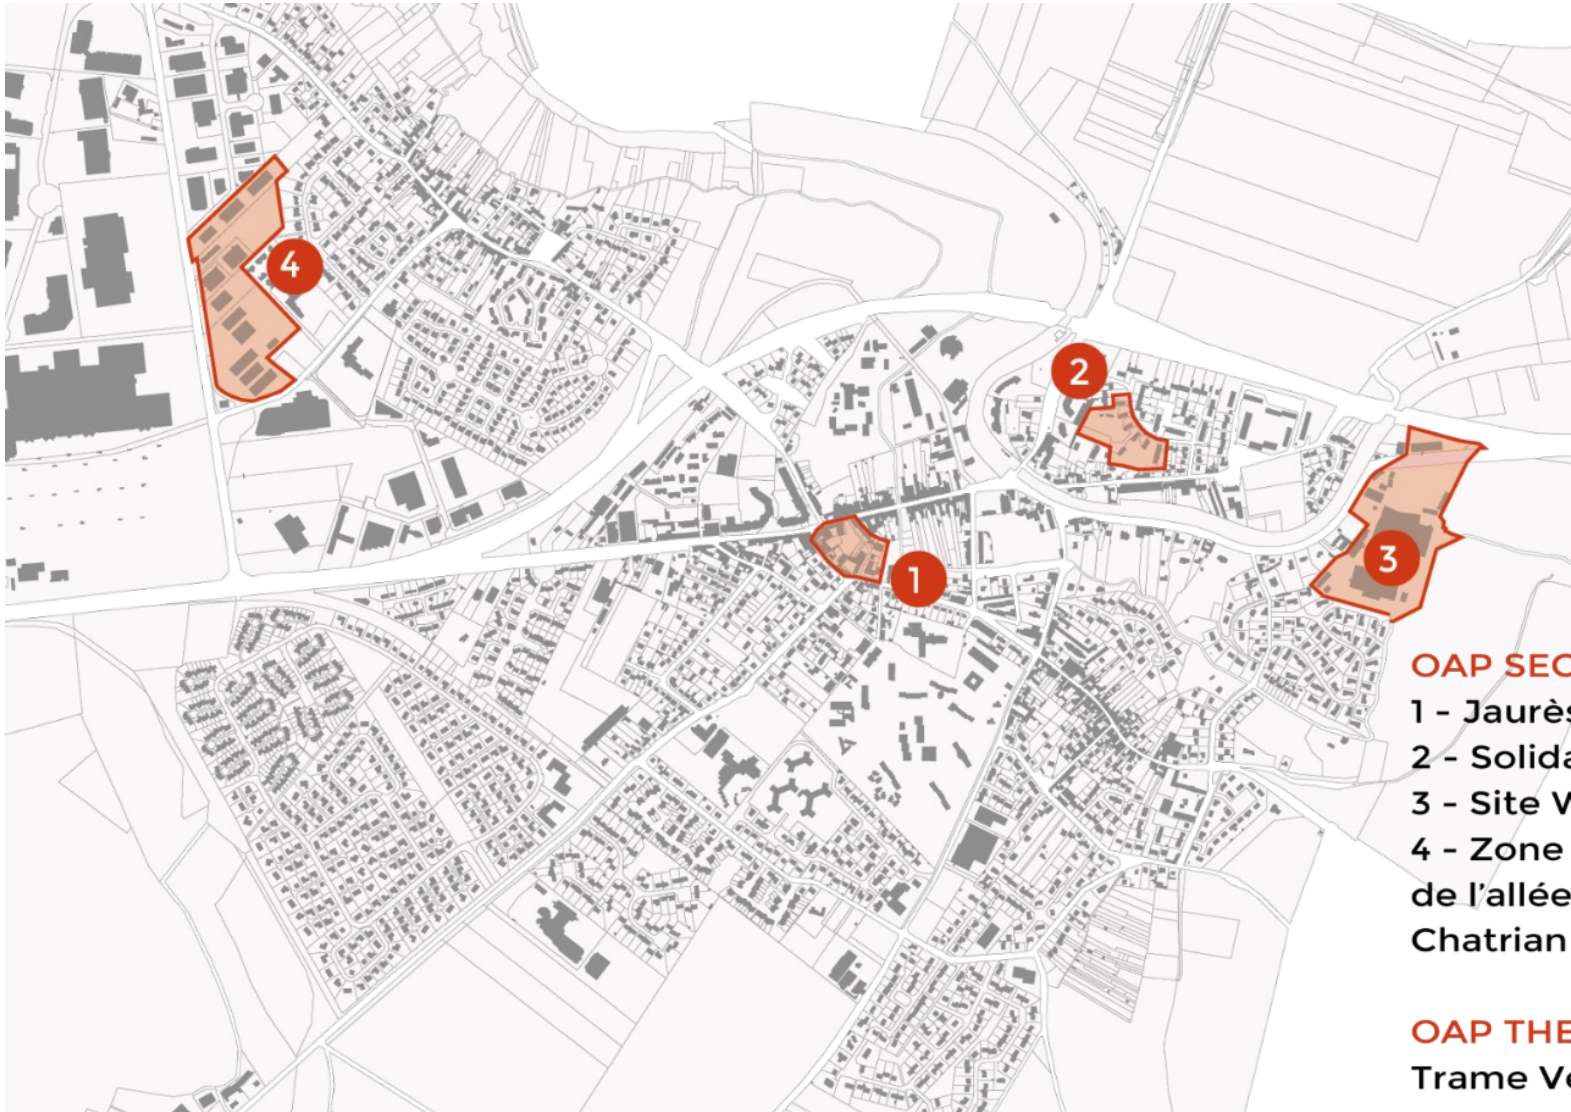 4
2
1
3
OAP SEC
1 - Jaurès
2 - Solida
3 - Site
4 - Zone
de l'allée
Chatrian
OAP THE
Trame Ve